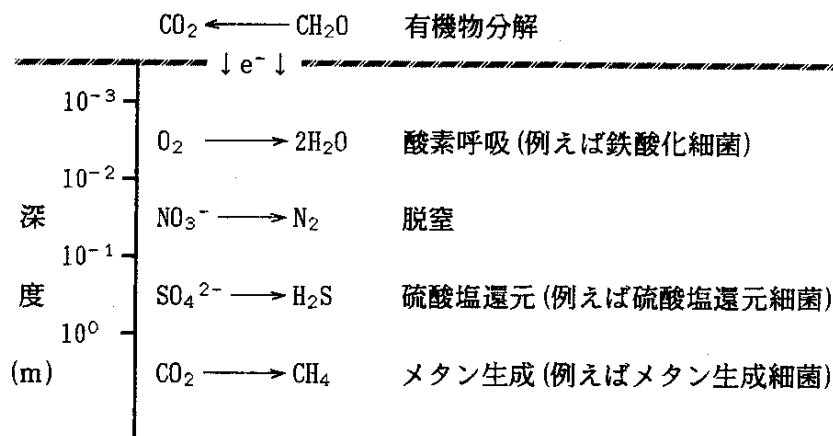 CO₂ ← CH₂O 有機物分解
↓ e⁻ ↓
10⁻³
O₂ → 2H₂O 酸素呼吸(例えば鉄酸化細菌)
10⁻²
深 NO₃⁻ → N₂ 脱窒
10⁻¹
度 SO₄²⁻ → H₂S 硫酸塩還元(例えば硫酸塩還元細菌)
10⁰
(m) CO₂ → CH₄ メタン生成(例えばメタン生成細菌)